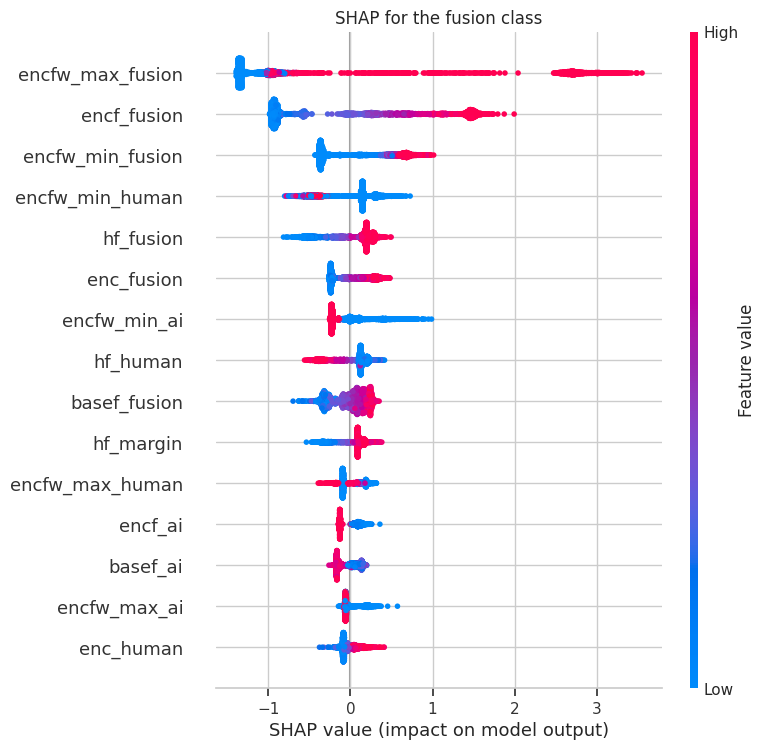 SHAP for the fusion class
High
encfw_max_fusion
encf_fusion
encfw_min_fusion
encfw_min_human
hf_fusion
enc_fusion
encfw_min_ai
hf_human
basef_fusion
hf_margin
encfw_max_human
encf_ai
basef_ai
encfw_max_ai
enc_human
Feature value
Low
−1 0 1 2 3
SHAP value (impact on model output)